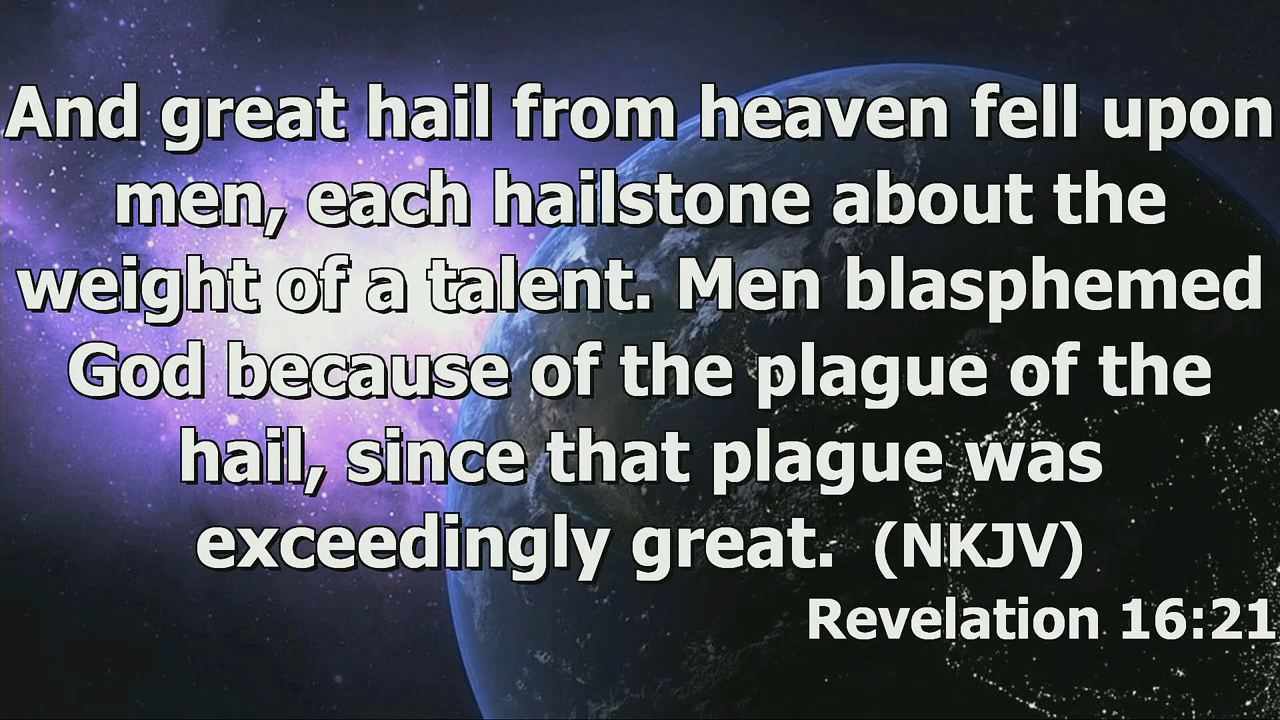 And great hail from heaven fell upon
men, each hailstone about the
weight of a talent. Men blasphemed
God because of the plague of the
hail, since that plague was
exceedingly great. (NKJV)
Revelation 16:21